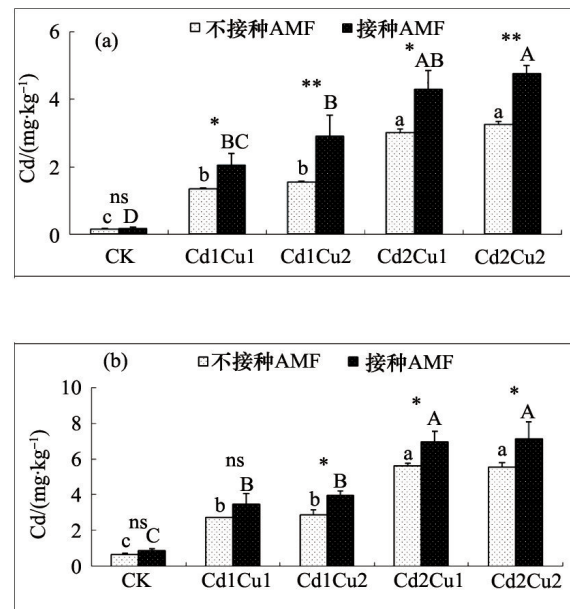 (a)
不接种AMF 接种AMF
Cd/(mg·kg⁻¹)
6
4
2
0
ns
c D
*
b BC
**
b B
*
a AB
**
a A
CK Cd1Cu1 Cd1Cu2 Cd2Cu1 Cd2Cu2
(b)
不接种AMF 接种AMF
Cd/(mg·kg⁻¹)
10
8
6
4
2
0
ns
c C
ns
b B
*
b B
*
a A
*
a A
CK Cd1Cu1 Cd1Cu2 Cd2Cu1 Cd2Cu2